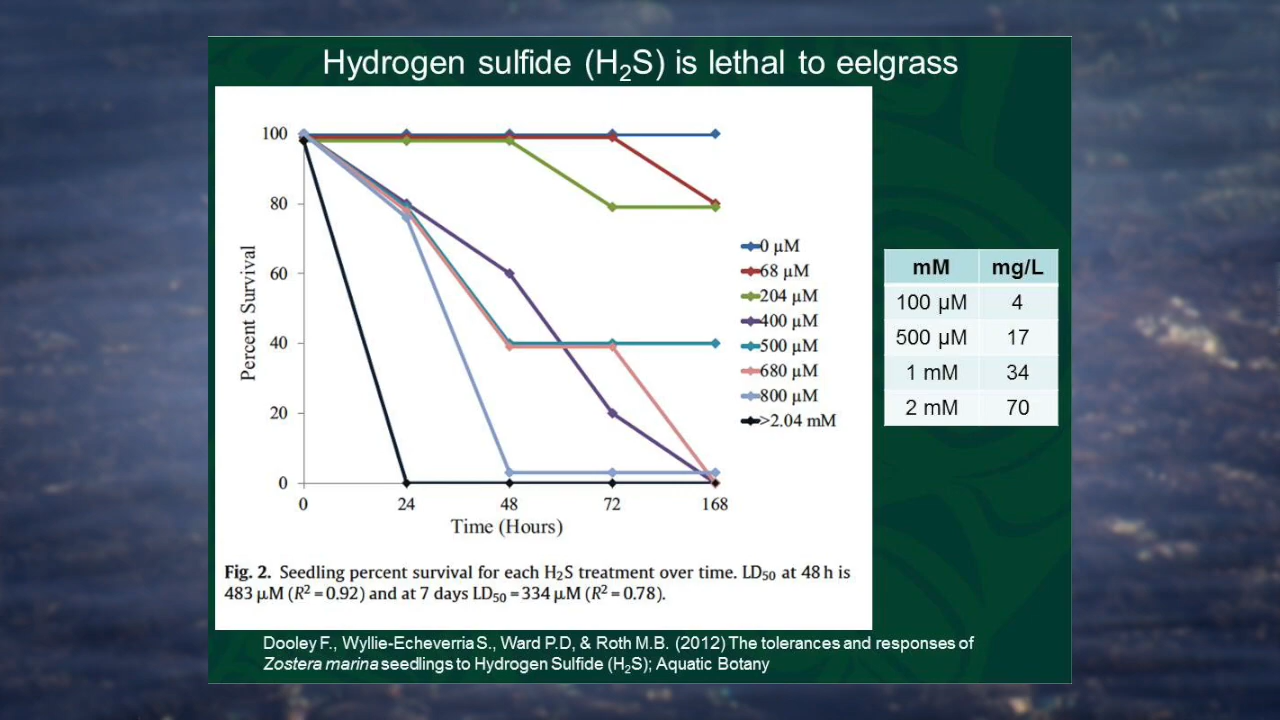 Hydrogen sulfide (H₂S) is lethal to eelgrass
100
80
60
40
20
0
Percent Survival
0 24 48 72 168
Time (Hours)
0 µM
68 µM
204 µM
400 µM
500 µM
680 µM
800 µM
>2.04 mM
mM mg/L
100 µM 4
500 µM 17
1 mM 34
2 mM 70
Fig. 2. Seedling percent survival for each H₂S treatment over time. LD₅₀ at 48 h is
483 µM (R² = 0.92) and at 7 days LD₅₀ = 334 µM (R² = 0.78).
Dooley F., Wyllie-Echeverria S., Ward P.D, & Roth M.B. (2012) The tolerances and responses of
Zostera marina seedlings to Hydrogen Sulfide (H₂S); Aquatic Botany